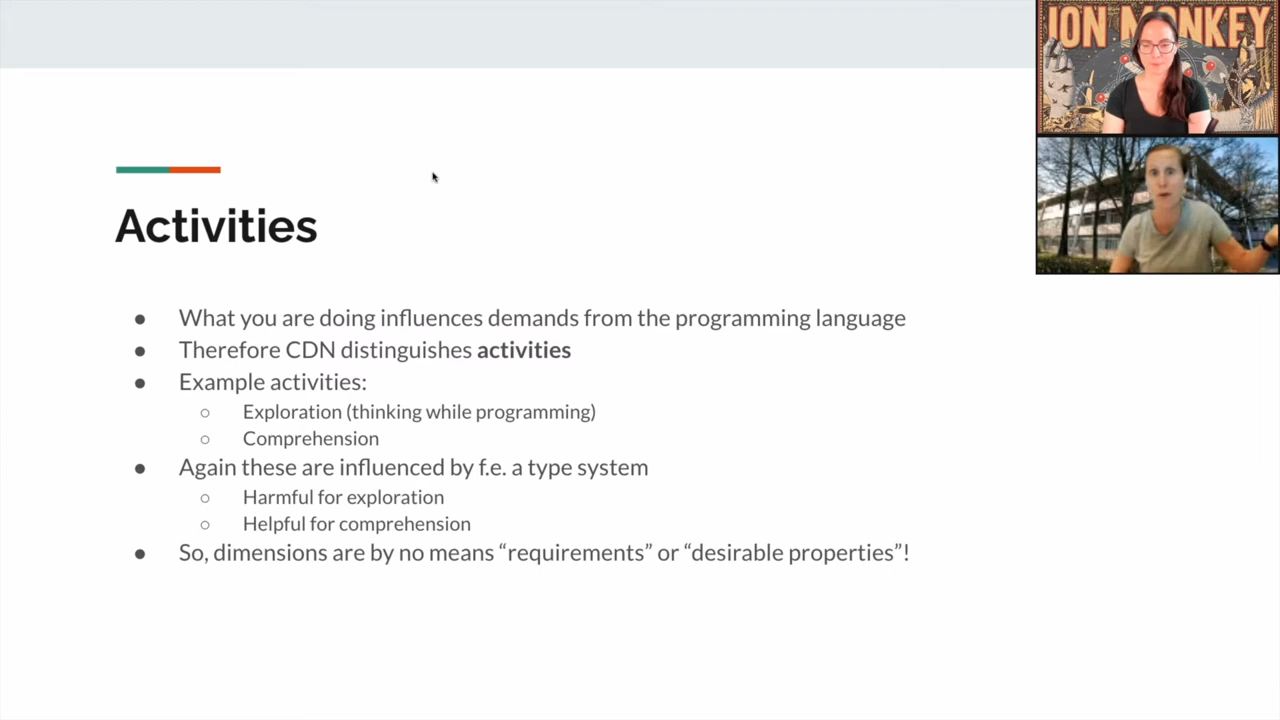 ION MONKEY
Activities
● What you are doing influences demands from the programming language
● Therefore CDN distinguishes activities
● Example activities:
○ Exploration (thinking while programming)
○ Comprehension
● Again these are influenced by f.e. a type system
○ Harmful for exploration
○ Helpful for comprehension
● So, dimensions are by no means “requirements” or “desirable properties”!